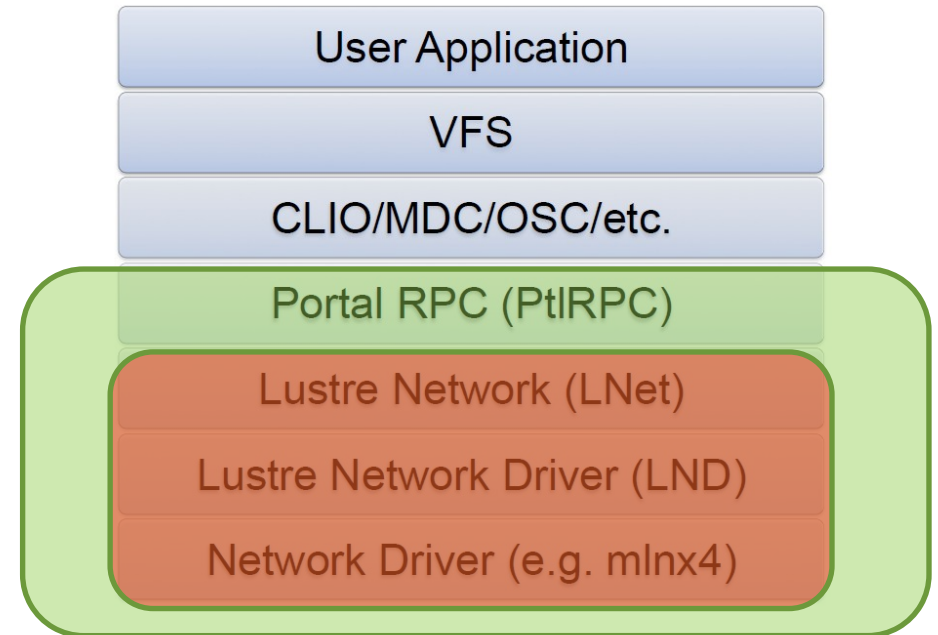 User Application
VFS
CLIO/MDC/OSC/etc.
Portal RPC (PtlRPC)
Lustre Network (LNet)
Lustre Network Driver (LND)
Network Driver (e.g. mlnx4)